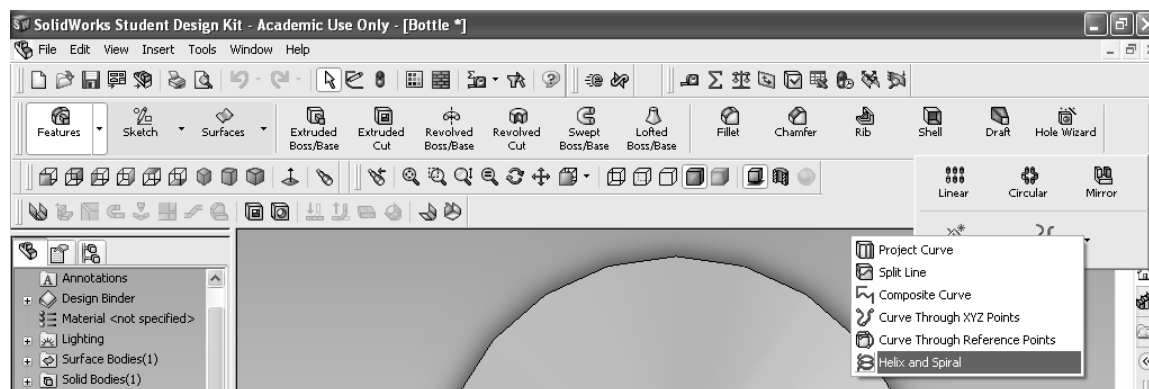 SolidWorks Student Design Kit - Academic Use Only - [Bottle *]
File Edit View Insert Tools Window Help
Features Sketch Surfaces Extruded Boss/Base Extruded Cut Revolved Boss/Base Revolved Cut Swept Boss/Base Lofted Boss/Base Fillet Chamfer Rib Shell Draft Hole Wizard
Linear Circular Mirror
Project Curve
Split Line
Composite Curve
Curve Through XYZ Points
Curve Through Reference Points
Helix and Spiral
Annotations
Design Binder
Material <not specified>
Lighting
Surface Bodies(1)
Solid Bodies(1)